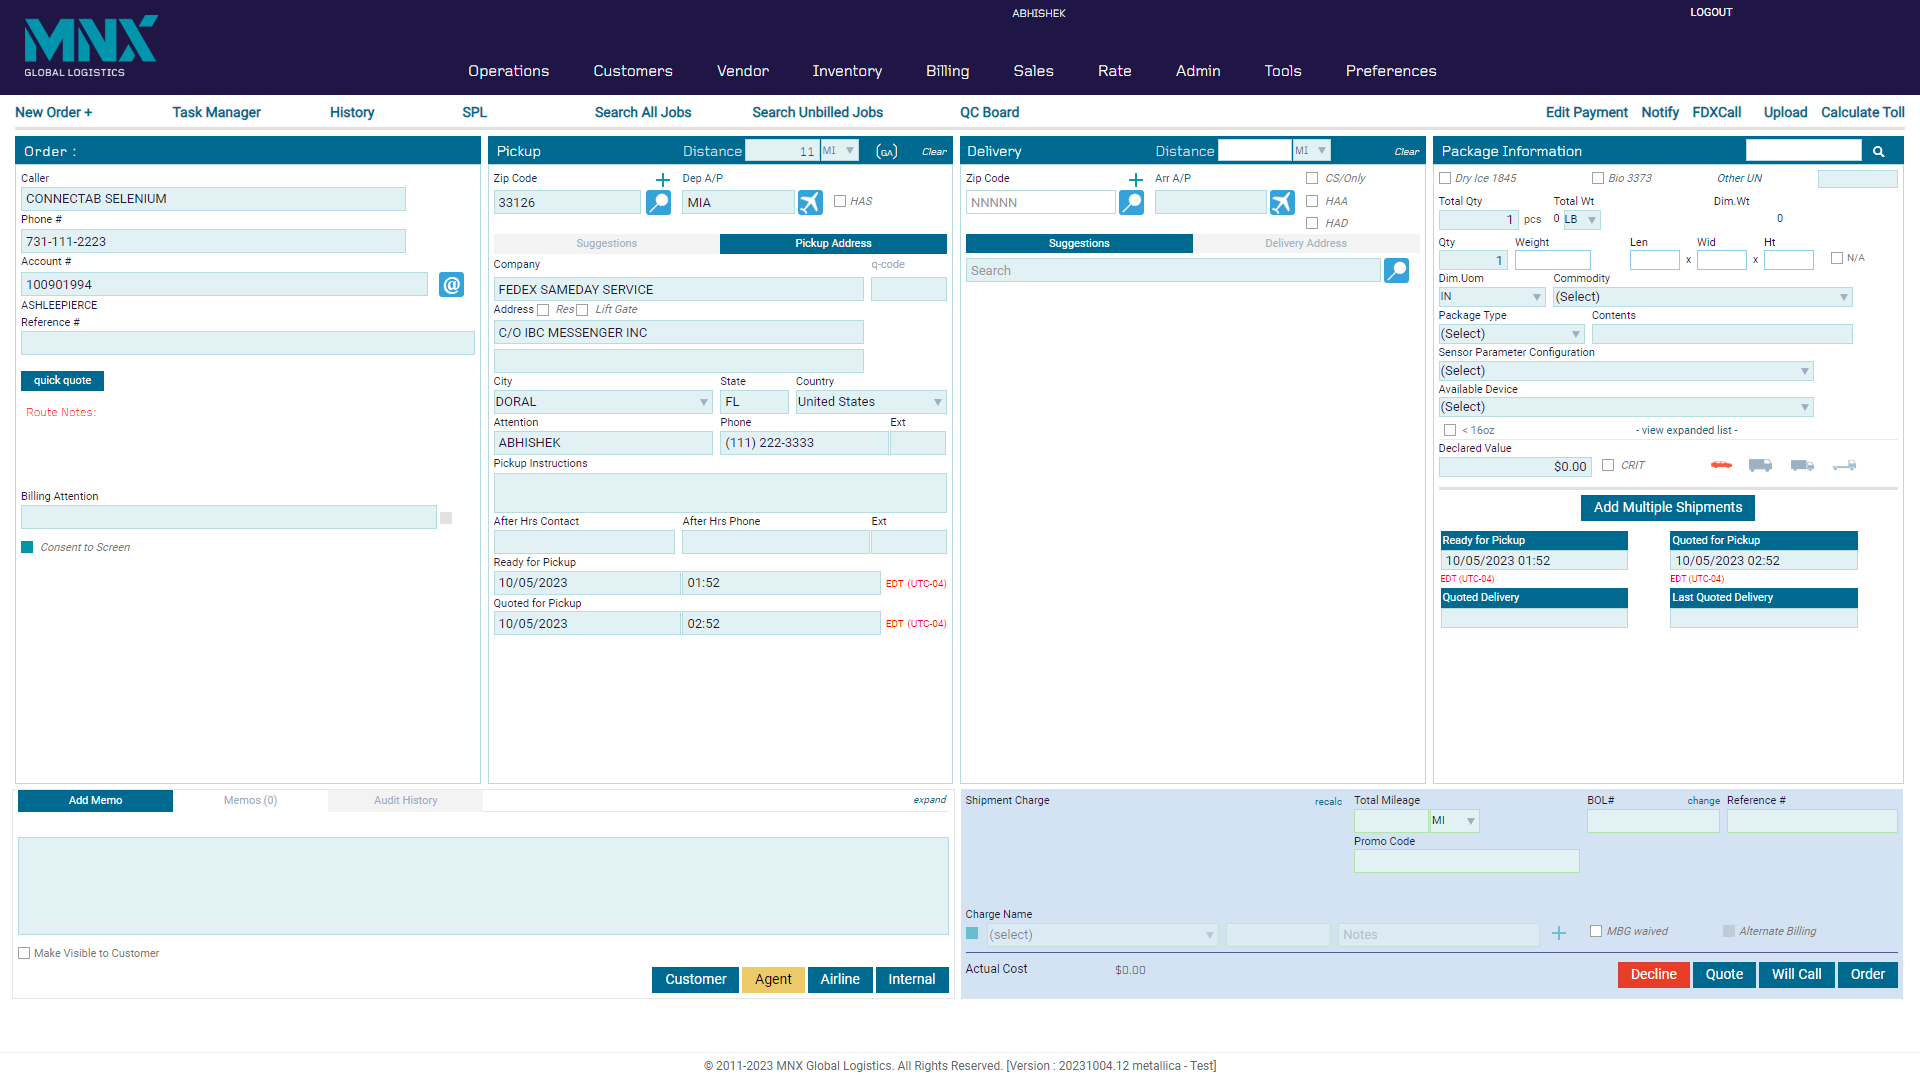 ABHISHEK
LOGOUT
MNX
GLOBAL LOGISTICS
Operations Customers Vendor Inventory Billing Sales Rate Admin Tools Preferences
New Order + Task Manager History SPL Search All Jobs Search Unbilled Jobs QC Board Edit Payment Notify FDXCall Upload Calculate Toll
Order :
Caller
CONNECTAB SELENIUM
Phone #
731-111-2223
Account #
100901994 @
ASHLEEPIERCE
Reference #
quick quote
Route Notes:
Billing Attention
Consent to Screen
Pickup Distance 11 MI (GA) Clear
Zip Code + Dep A/P
33126 MIA HAS
Suggestions Pickup Address
Company q-code
FEDEX SAMEDAY SERVICE
Address Res Lift Gate
C/O IBC MESSENGER INC
City State Country
DORAL FL United States
Attention Phone Ext
ABHISHEK (111) 222-3333
Pickup Instructions
After Hrs Contact After Hrs Phone Ext
Ready for Pickup
10/05/2023 01:52 EDT (UTC-04)
Quoted for Pickup
10/05/2023 02:52 EDT (UTC-04)
Delivery Distance MI Clear
Zip Code + Arr A/P CS/Only
NNNNN HAA
HAD
Suggestions Delivery Address
Search
Package Information
Dry Ice 1845 Bio 3373 Other UN
Total Qty Total Wt Dim.Wt
1 pcs 0 LB 0
Qty Weight Len Wid Ht
1 x x N/A
Dim.Uom Commodity
IN (Select)
Package Type Contents
(Select)
Sensor Parameter Configuration
(Select)
Available Device
(Select)
< 16oz - view expanded list -
Declared Value
$0.00 CRIT
Add Multiple Shipments
Ready for Pickup Quoted for Pickup
10/05/2023 01:52 10/05/2023 02:52
EDT (UTC-04) EDT (UTC-04)
Quoted Delivery Last Quoted Delivery
Add Memo Memos (0) Audit History expand
Make Visible to Customer
Customer Agent Airline Internal
Shipment Charge recalc Total Mileage BOL# change Reference #
MI
Promo Code
Charge Name
(select) Notes + MBG waived Alternate Billing
Actual Cost $0.00
Decline Quote Will Call Order
© 2011-2023 MNX Global Logistics. All Rights Reserved. [Version : 20231004.12 metallica - Test]